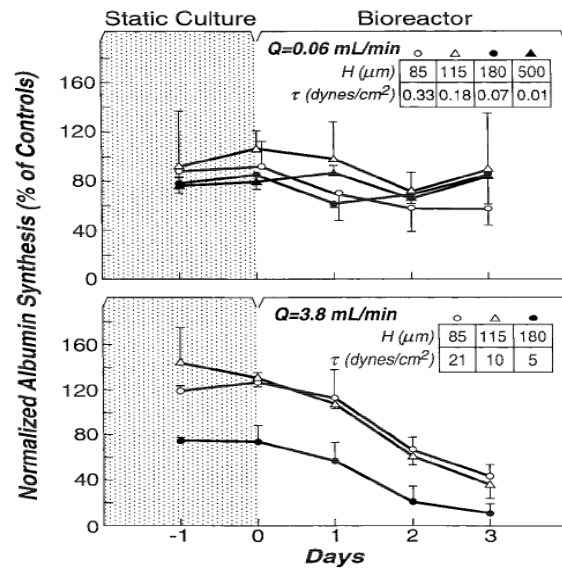 Static Culture Bioreactor
Normalized Albumin Synthesis (% of Controls)
Q=0.06 mL/min ○ △ ● ▲
H (μm) 85 115 180 500
τ (dynes/cm²) 0.33 0.18 0.07 0.01
160
120
80
40
0
Q=3.8 mL/min ○ △ ●
H (μm) 85 115 180
τ (dynes/cm²) 21 10 5
160
120
80
40
0
-1 0 1 2 3
Days